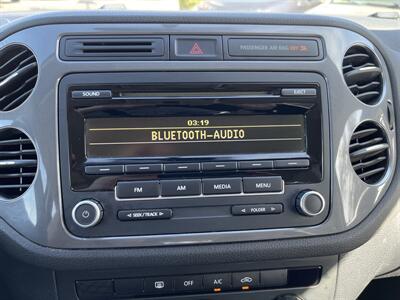 PASSENGER AIR BAG OFF
SOUND
EJECT
03:19
BLUETOOTH-AUDIO
FM
AM
MEDIA
MENU
SEEK/TRACK
FOLDER
OFF
A/C